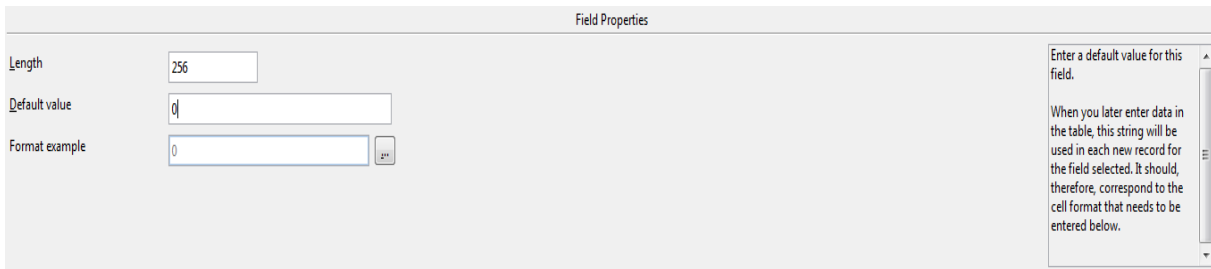 Field Properties
Length
256
Default value
0
Format example
0
...
Enter a default value for this
field.
When you later enter data in
the table, this string will be
used in each new record for
the field selected. It should,
therefore, correspond to the
cell format that needs to be
entered below.